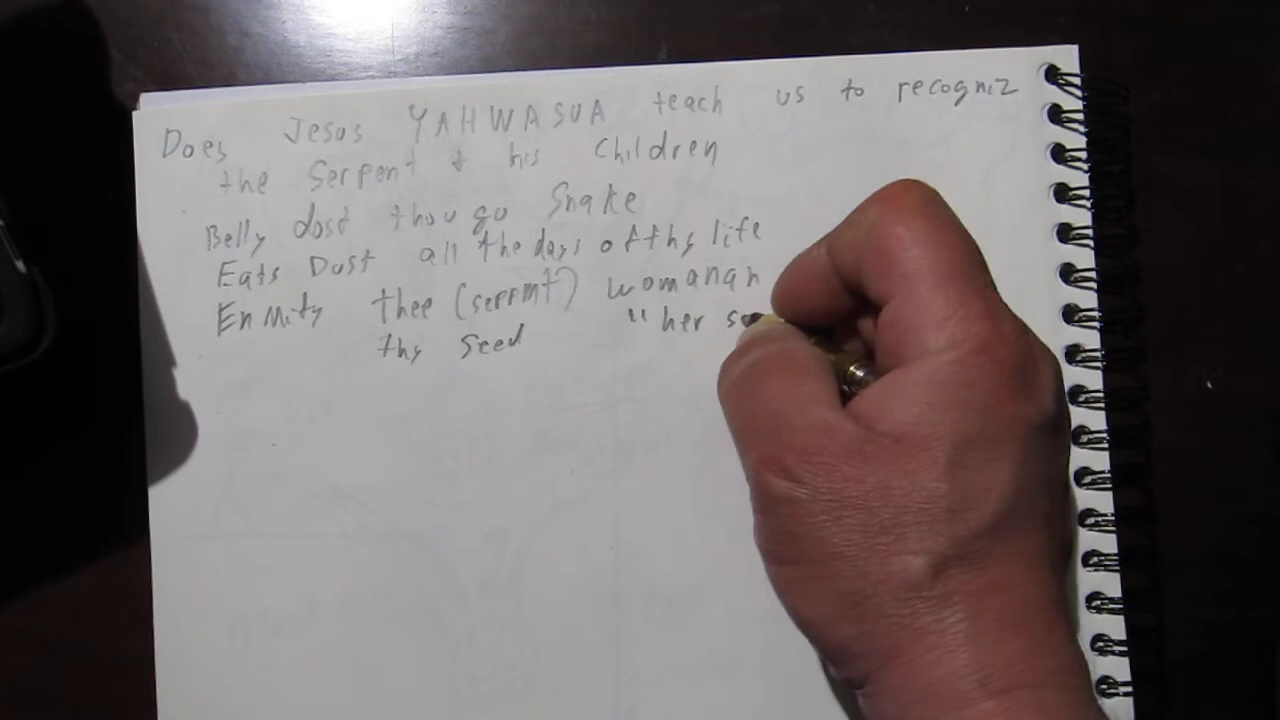 Does Jesus YAHWASUA teach us to recogniz
the Serpent & his Children
Belly dost thou go Snake
Eats Dust all the days of thy life
Enmity thee (serpent) womanan
thy Seed " her